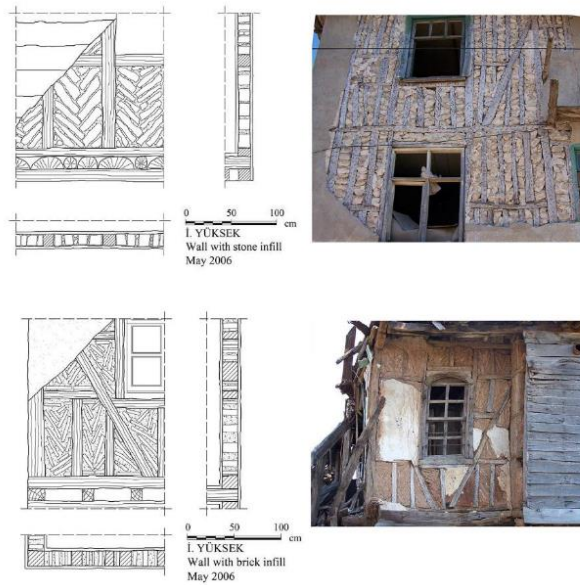 0 50 100
cm
İ. YÜKSEK
Wall with stone infill
May 2006
0 50 100
cm
İ. YÜKSEK
Wall with brick infill
May 2006